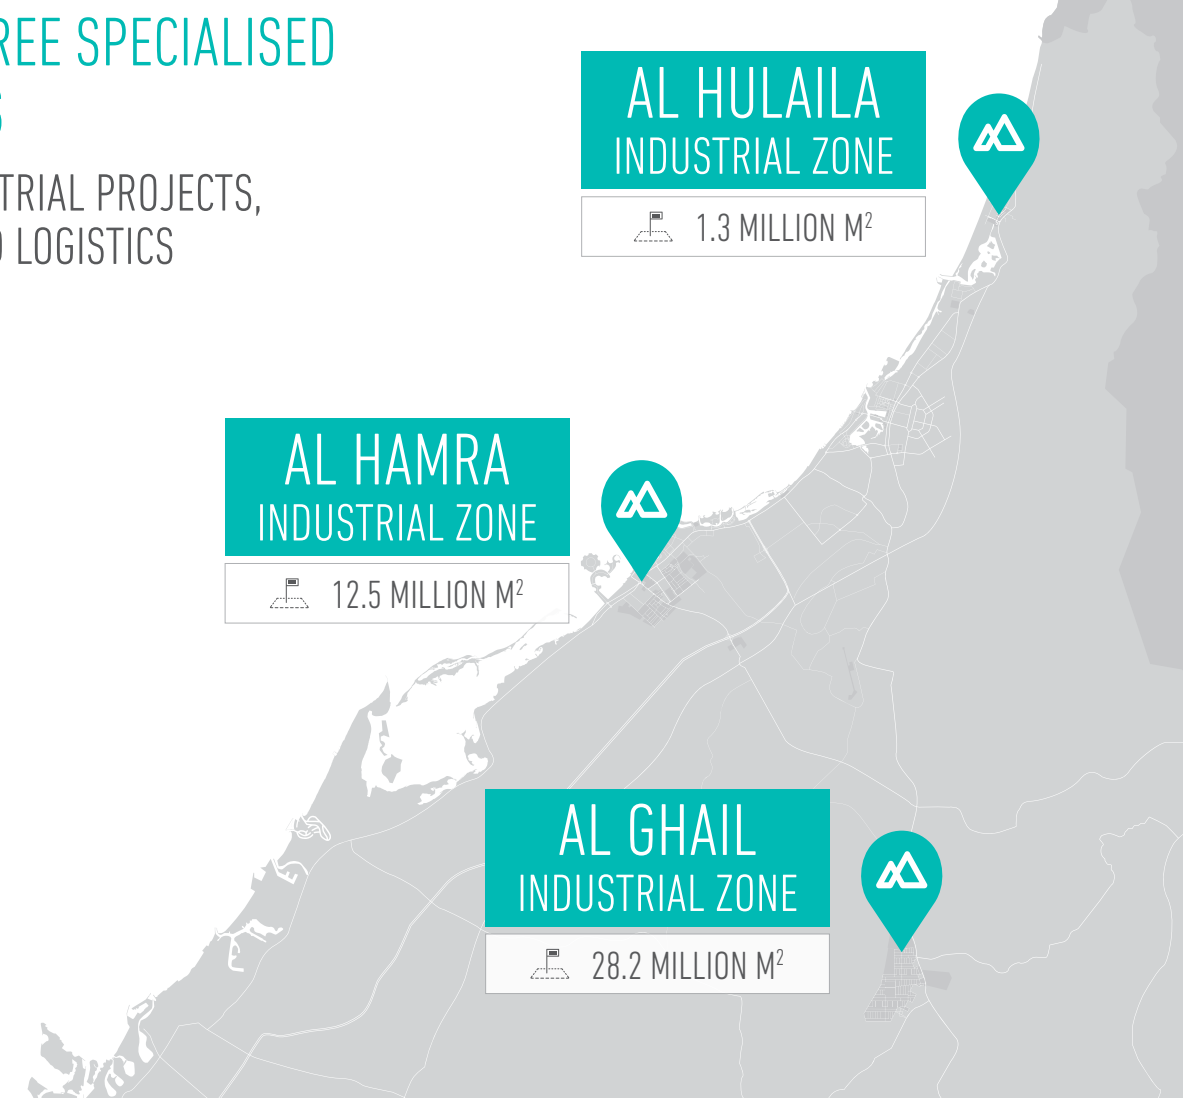 REE SPECIALISED
S
TRIAL PROJECTS,
LOGISTICS
AL HULAILA
INDUSTRIAL ZONE
1.3 MILLION M²
AL HAMRA
INDUSTRIAL ZONE
12.5 MILLION M²
AL GHAIL
INDUSTRIAL ZONE
28.2 MILLION M²